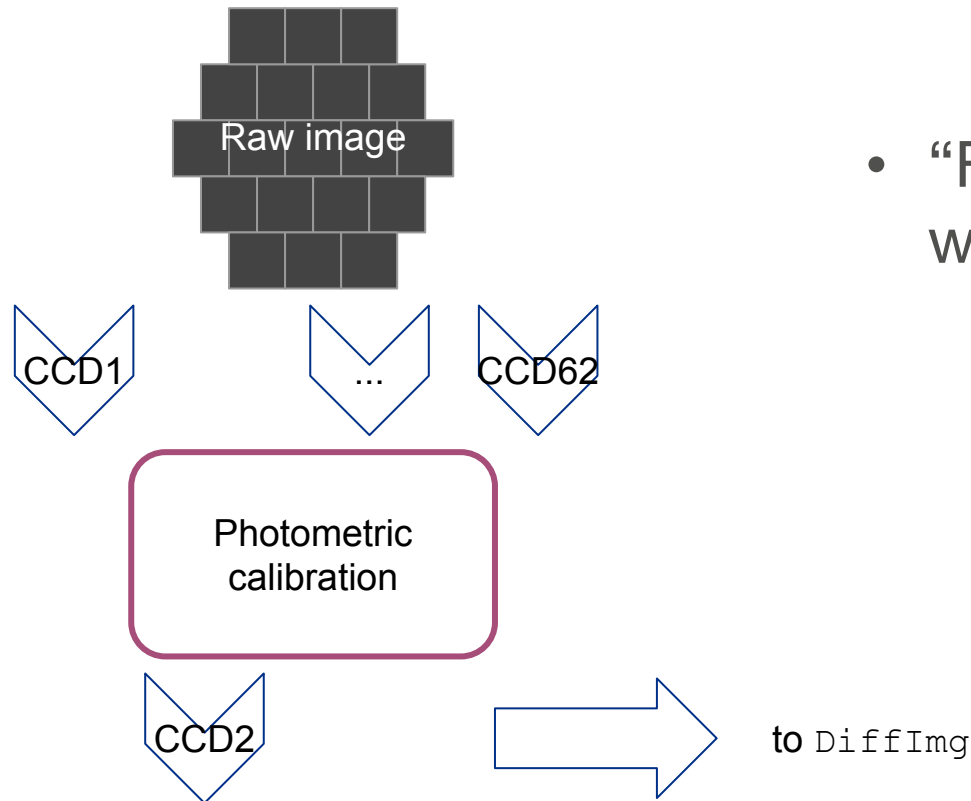 Raw image
CCD1
...
CCD62
Photometric
calibration
CCD2
to DiffImg